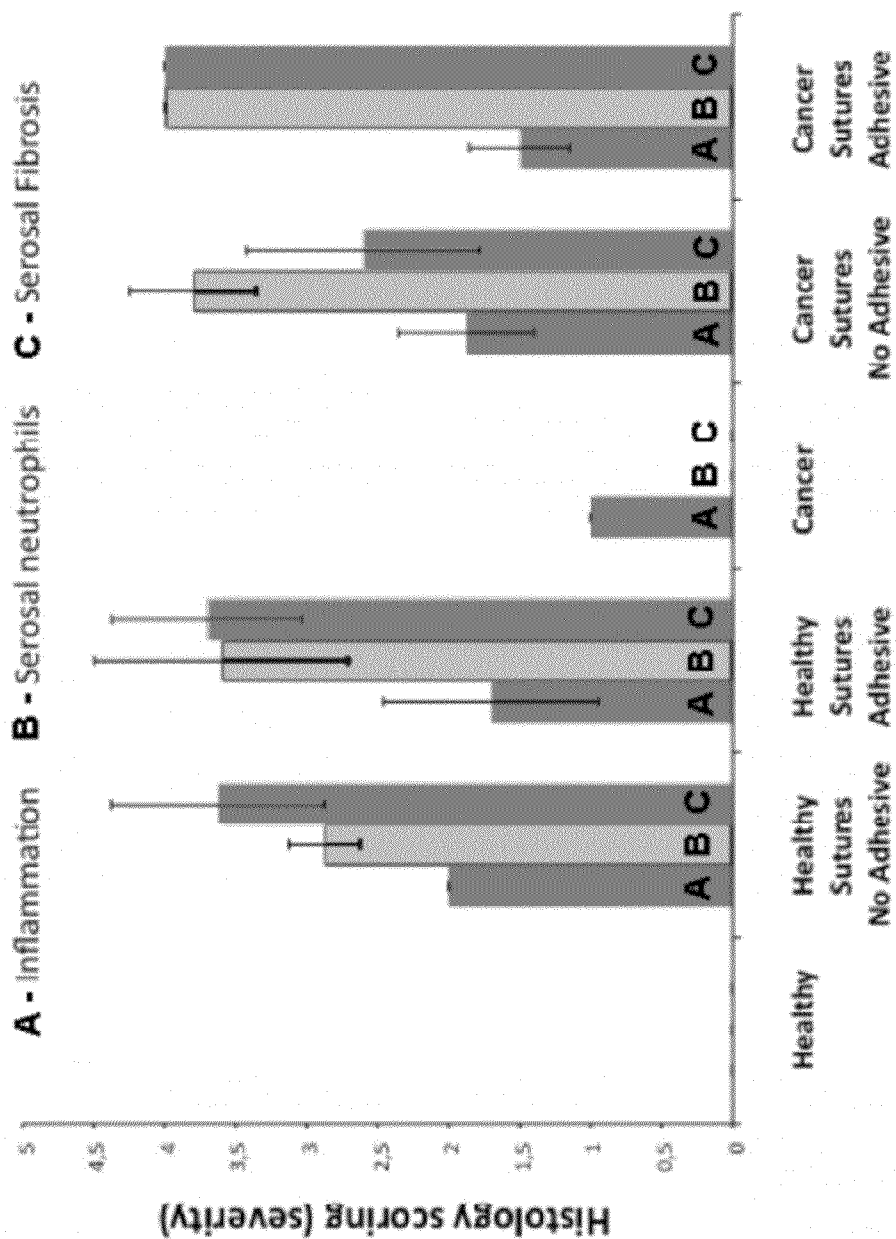 A - Inflammation B - Serosal neutrophils C - Serosal Fibrosis
Histology scoring (severity)
5
4,5
4
3,5
3
2,5
2
1,5
1
0,5
0
A B C
A B C
A B C
A B C
A B C
Healthy
Healthy
Sutures
No Adhesive
Healthy
Sutures
Adhesive
Cancer
Cancer
Sutures
No Adhesive
Cancer
Sutures
Adhesive